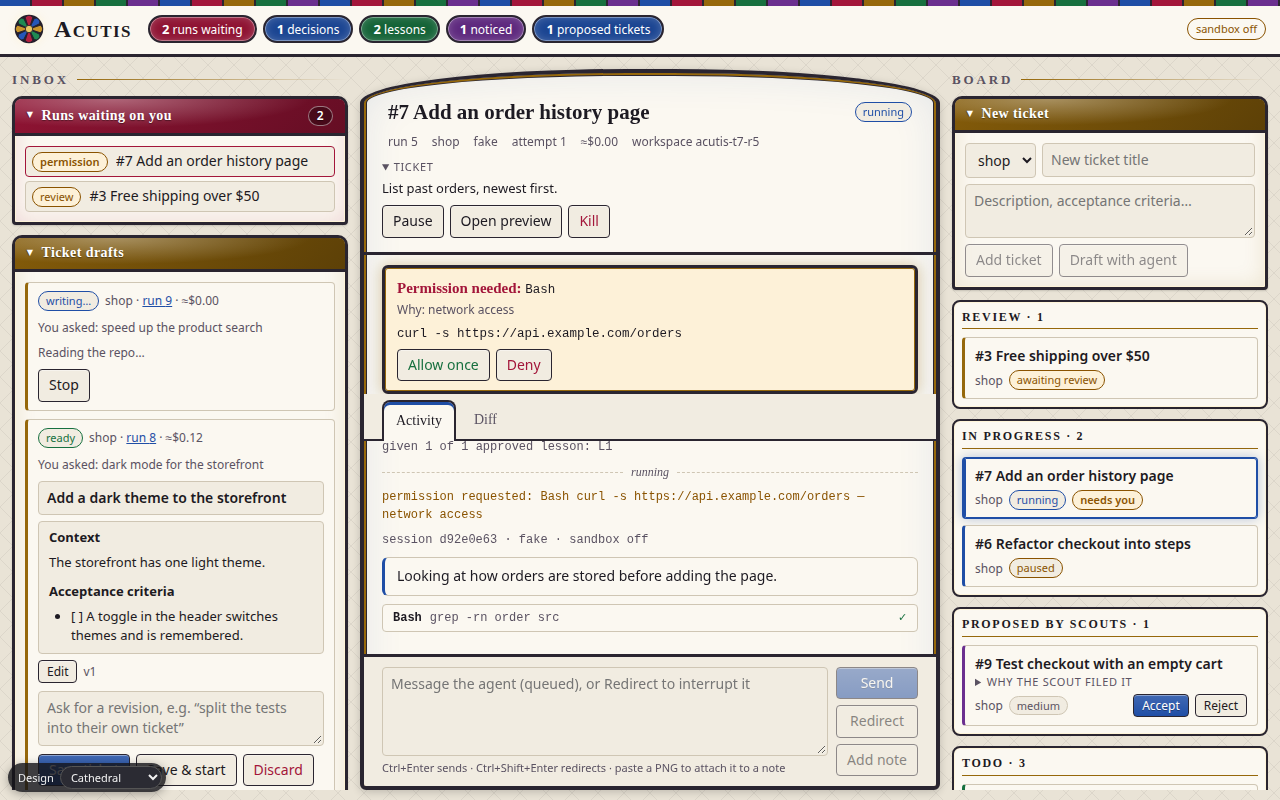 Acutis
2 runs waiting
1 decisions
2 lessons
1 noticed
1 proposed tickets
sandbox off
INBOX
▼ Runs waiting on you
2
permission #7 Add an order history page
review #3 Free shipping over $50
▼ Ticket drafts
writing… shop · run 9 · ≈$0.00
You asked: speed up the product search
Reading the repo…
Stop
ready shop · run 8 · ≈$0.12
You asked: dark mode for the storefront
Add a dark theme to the storefront
Context
The storefront has one light theme.
Acceptance criteria
• [ ] A toggle in the header switches
themes and is remembered.
Edit v1
Ask for a revision, e.g. “split the tests
into their own ticket”
ve & start
Discard
Design Cathedral
#7 Add an order history page
running
run 5 shop fake attempt 1 ≈$0.00 workspace acutis-t7-r5
▼ TICKET
List past orders, newest first.
Pause
Open preview
Kill
Permission needed: Bash
Why: network access
curl -s https://api.example.com/orders
Allow once
Deny
Activity
Diff
given 1 of 1 approved lesson: L1
running
permission requested: Bash curl -s https://api.example.com/orders —
network access
session d92e0e63 · fake · sandbox off
Looking at how orders are stored before adding the page.
Bash grep -rn order src ✓
Message the agent (queued), or Redirect to interrupt it
Send
Redirect
Add note
Ctrl+Enter sends · Ctrl+Shift+Enter redirects · paste a PNG to attach it to a note
BOARD
▼ New ticket
shop
New ticket title
Description, acceptance criteria…
Add ticket
Draft with agent
REVIEW · 1
#3 Free shipping over $50
shop awaiting review
IN PROGRESS · 2
#7 Add an order history page
shop running needs you
#6 Refactor checkout into steps
shop paused
PROPOSED BY SCOUTS · 1
#9 Test checkout with an empty cart
▶ WHY THE SCOUT FILED IT
shop medium
Accept
Reject
TODO · 3